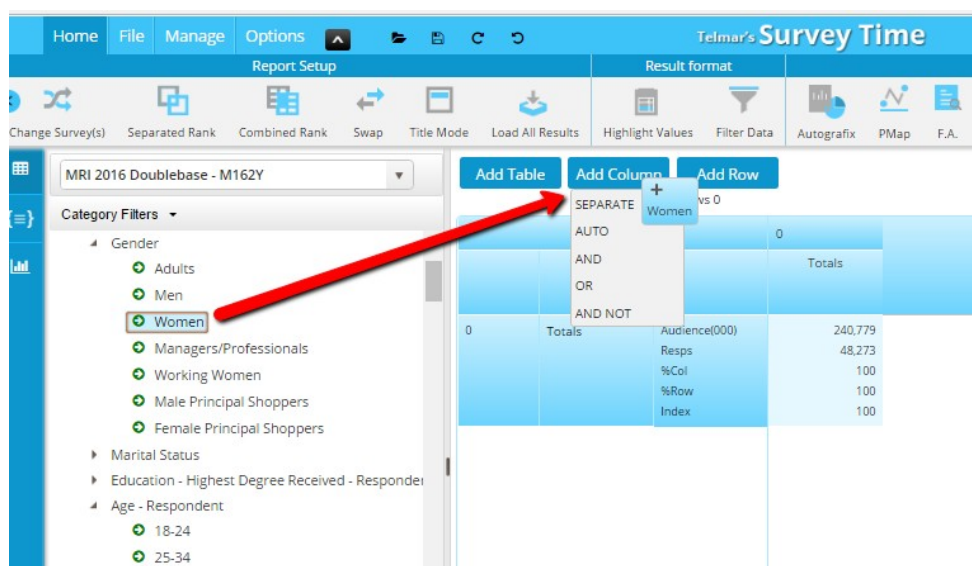 Home File Manage Options
Telmar's Survey Time
Report Setup
Result format
Change Survey(s) Separated Rank Combined Rank Swap Title Mode Load All Results Highlight Values Filter Data Autografix PMap F.A.
MRI 2016 Doublebase - M162Y
Add Table Add Column Add Row
Category Filters
SEPARATE
AUTO
AND
OR
AND NOT
+
Women
ws 0
Gender
Adults
Men
Women
Managers/Professionals
Working Women
Male Principal Shoppers
Female Principal Shoppers
Marital Status
Education - Highest Degree Received - Responder
Age - Respondent
18-24
25-34
0
Totals
0 Totals Audience(000) 240,779
Resps 48,273
%Col 100
%Row 100
Index 100